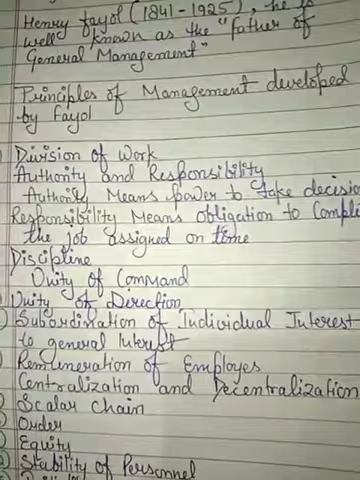 Henry fayol (1841-1925), he is
well known as the "father of
General Management"
Principles of Management developed
by Fayol
Division of Work
Authority and Responsibility
Authority Means power to take decisio
Responsibility Means obligation to Comple
the job assigned on time
Discipline
Unity of Command
Unity of Direction
Subordination of Individual Interest
to general Interest
Remuneration of Employes
Centralization and Decentralization
Scalar Chain
Order
Equity
Stability of Personnel